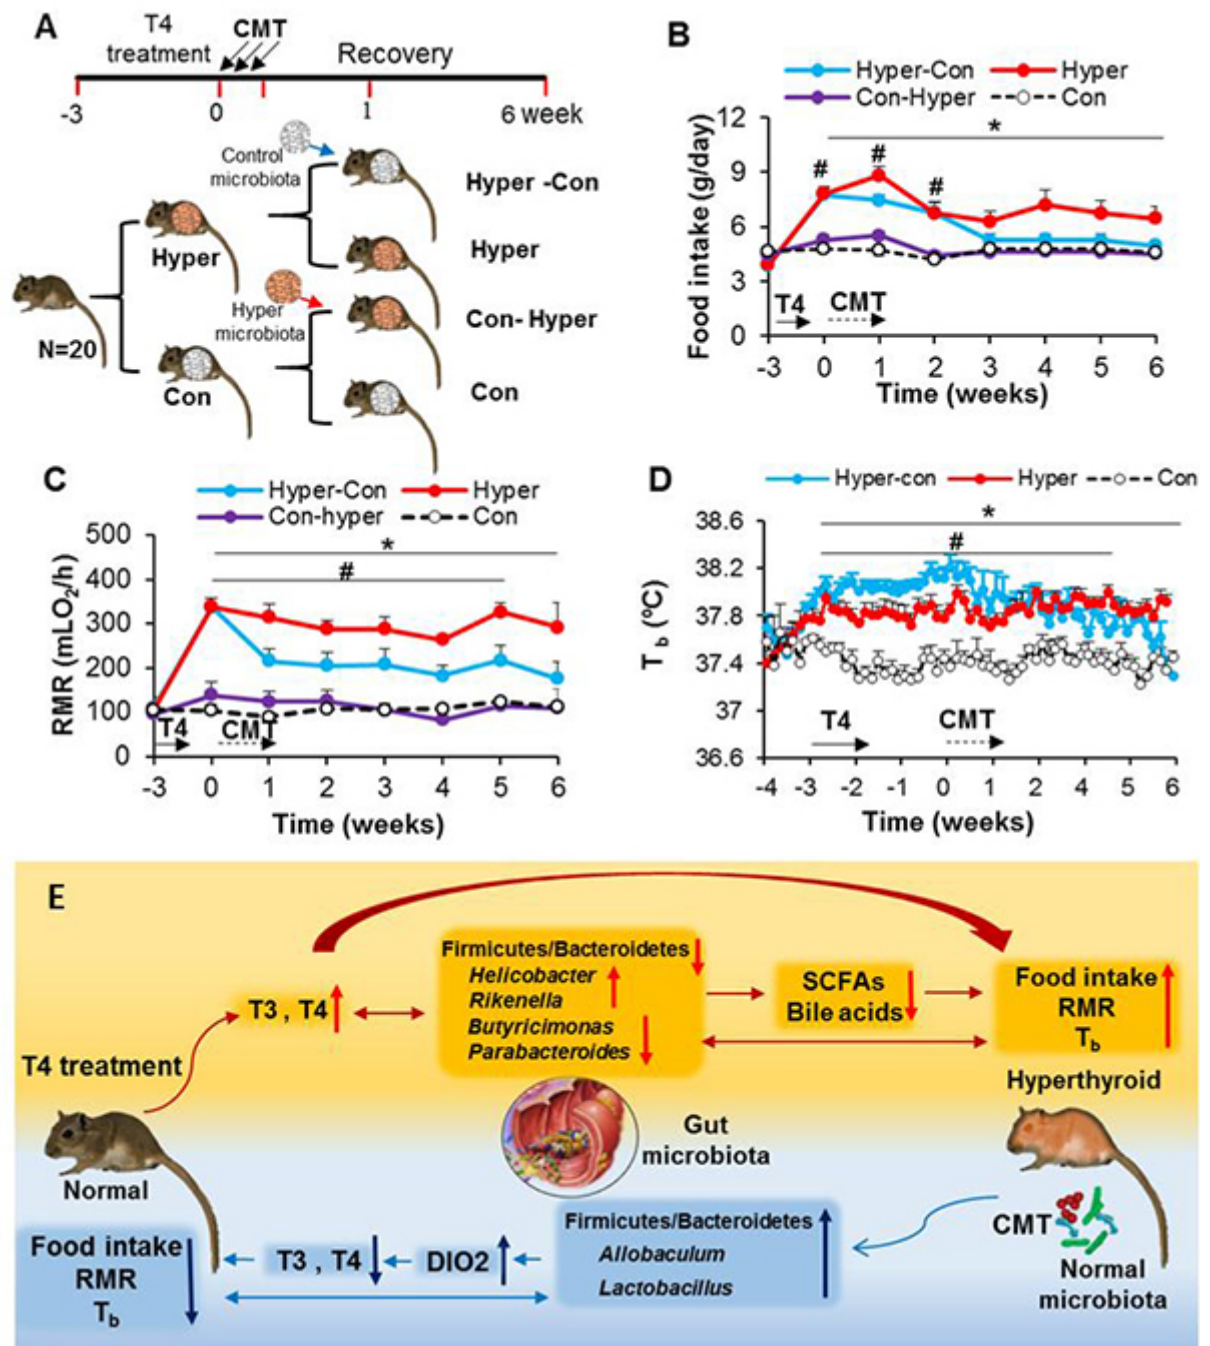 A
T4
treatment
CMT
Recovery
-3
0
1
6 week
Control
microbiota
Hyper -Con
Hyper
Hyper
Hyper
microbiota
Con- Hyper
N=20
Con
Con
B
Hyper-Con
Hyper
Con-Hyper
Con
Food intake (g/day)
12
9
6
3
0
*
#
#
#
T4
CMT
-3 0 1 2 3 4 5 6
Time (weeks)
C
Hyper-Con
Hyper
Con-hyper
Con
RMR (mLO₂/h)
500
400
300
200
100
0
*
#
T4
CMT
-3 0 1 2 3 4 5 6
Time (weeks)
D
Hyper-con
Hyper
Con
T b (ºC)
38.6
38.2
37.8
37.4
37
36.6
*
#
T4
CMT
-4 -3 -2 -1 0 1 2 4 5 6
Time (weeks)
E
T4 treatment
T3 , T4
Firmicutes/Bacteroidetes
Helicobacter
Rikenella
Butyricimonas
Parabacteroides
SCFAs
Bile acids
Food intake
RMR
Tb
Hyperthyroid
Gut
microbiota
Normal
Food intake
RMR
Tb
T3 , T4
DIO2
Firmicutes/Bacteroidetes
Allobaculum
Lactobacillus
CMT
Normal
microbiota